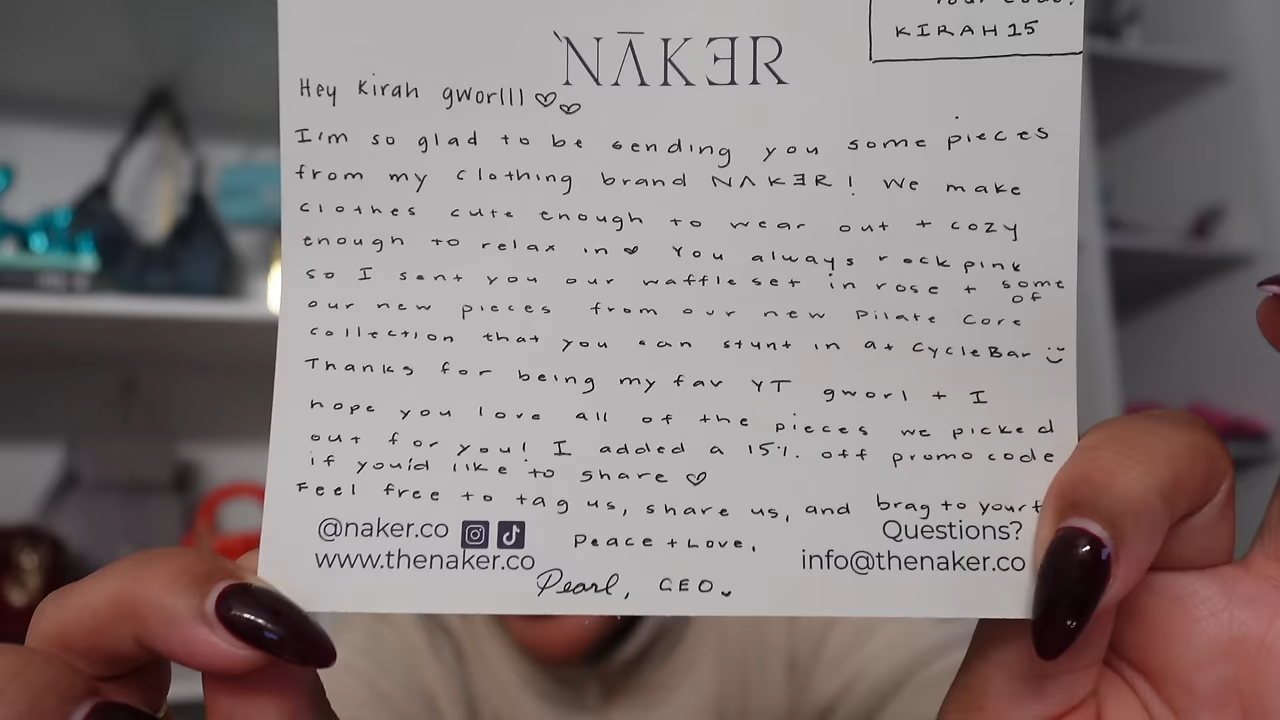 Your code:
KIRAH15
NĀKƎR
Hey Kirah gworlll ♡♡
I'm so glad to be sending you some pieces
from my clothing brand NΛKƎR! We make
clothes cute enough to wear out + cozy
enough to relax in ♡ You always rock pink
so I sent you our waffle set in rose + some of
our new pieces from our new Pilate Core
collection that you can stunt in at CycleBar :)
Thanks for being my fav YT gworl + I
hope you love all of the pieces we picked
out for you! I added a 15% off promo code
if you'd like to share ♡
Feel free to tag us, share us, and brag to your
@naker.co
www.thenaker.co
Peace + Love,
Pearl, CEO
Questions?
info@thenaker.co